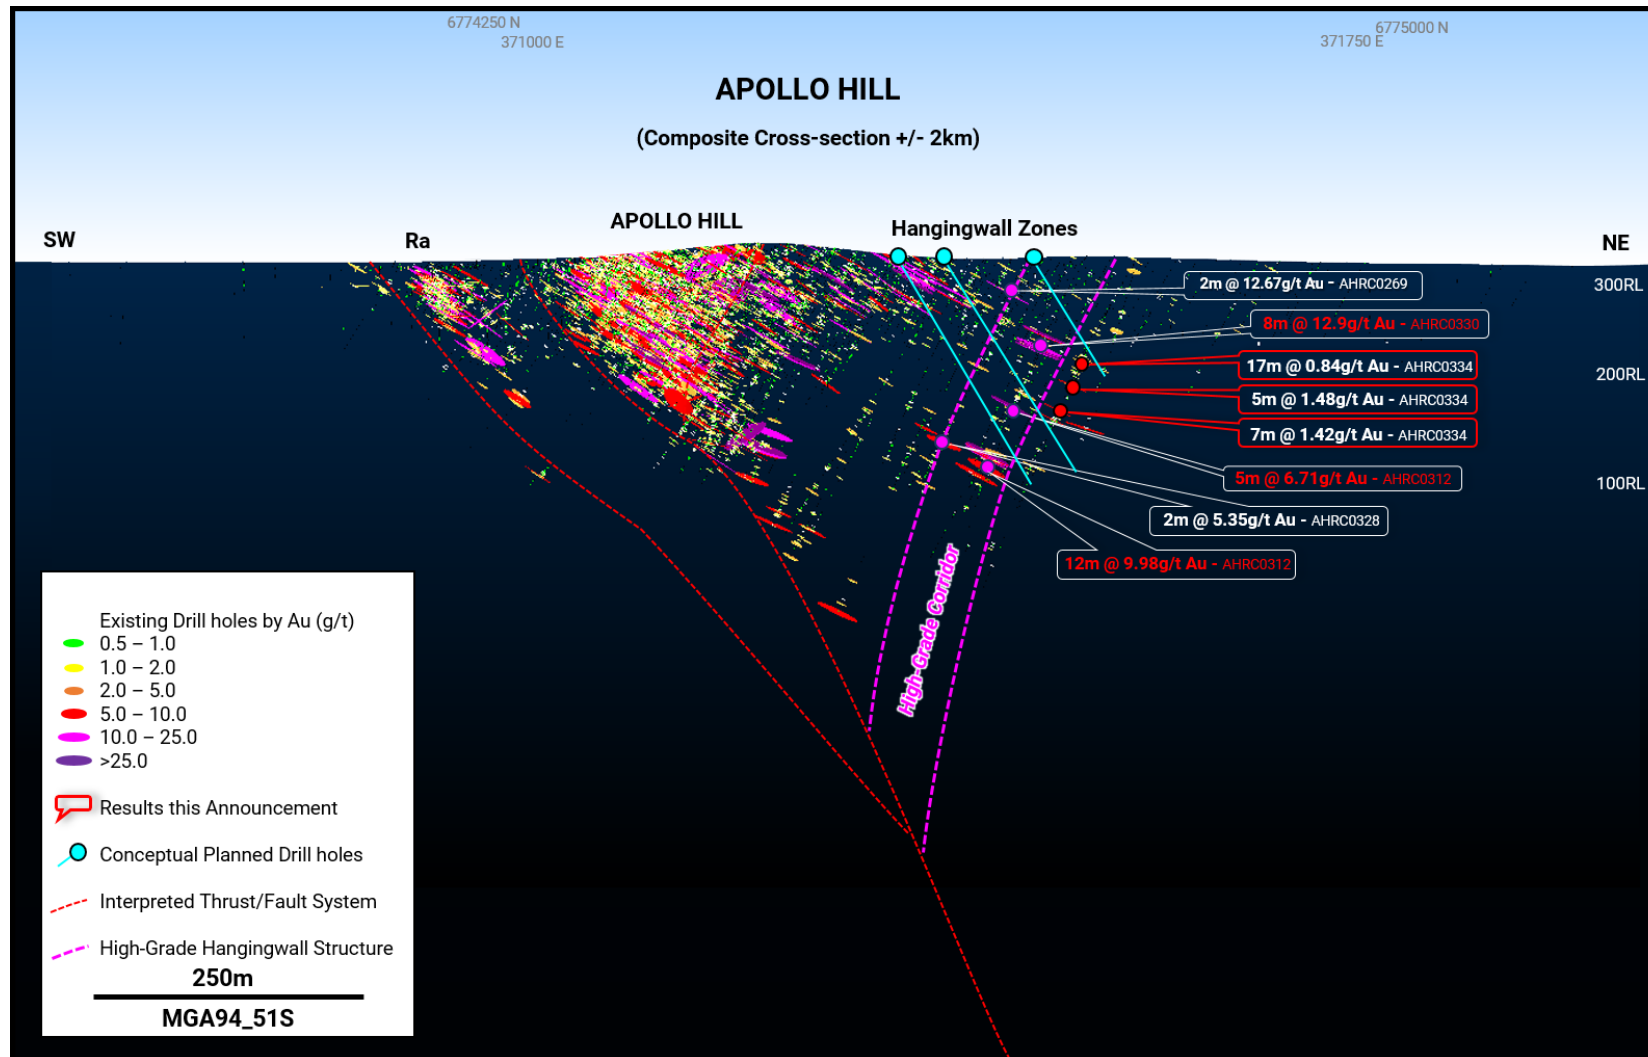 6774250 N
371000 E
6775000 N
371750 E
APOLLO HILL
(Composite Cross-section +/- 2km)
SW
Ra
APOLLO HILL
Hangingwall Zones
NE
300RL
200RL
100RL
2m @ 12.67g/t Au - AHRC0269
8m @ 12.9g/t Au - AHRC0330
17m @ 0.84g/t Au - AHRC0334
5m @ 1.48g/t Au - AHRC0334
7m @ 1.42g/t Au - AHRC0334
5m @ 6.71g/t Au - AHRC0312
2m @ 5.35g/t Au - AHRC0328
12m @ 9.98g/t Au - AHRC0312
High-Grade Corridor
Existing Drill holes by Au (g/t)
0.5 – 1.0
1.0 – 2.0
2.0 – 5.0
5.0 – 10.0
10.0 – 25.0
>25.0
Results this Announcement
Conceptual Planned Drill holes
Interpreted Thrust/Fault System
High-Grade Hangingwall Structure
250m
MGA94_51S